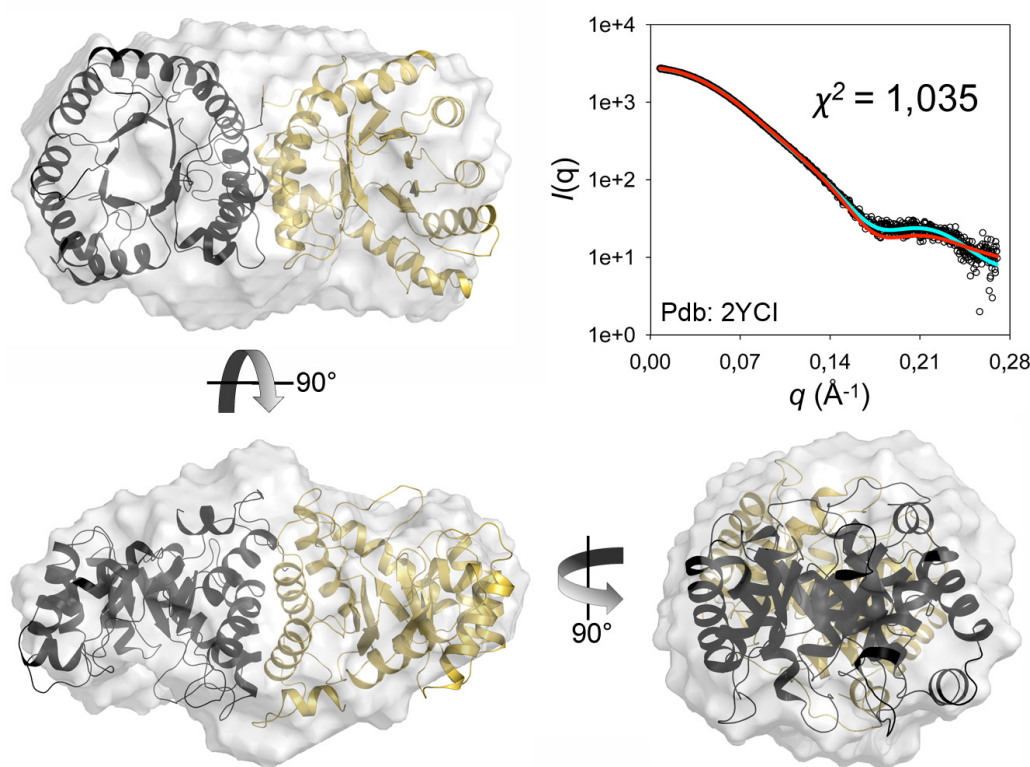 1e+4
1e+3
1e+2
1e+1
1e+0
I(q)
χ² = 1,035
Pdb: 2YCI
0,00
0,07
0,14
0,21
0,28
q (Å⁻¹)
90°
90°